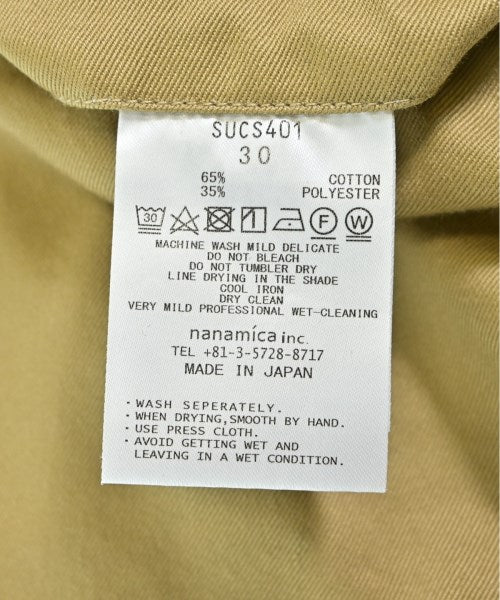 SUCS401
30
65% COTTON
35% POLYESTER
30 F W
MACHINE WASH MILD DELICATE
DO NOT BLEACH
DO NOT TUMBLER DRY
LINE DRYING IN THE SHADE
COOL IRON
DRY CLEAN
VERY MILD PROFESSIONAL WET-CLEANING
nanamica inc.
TEL +81-3-5728-8717
MADE IN JAPAN
・WASH SEPERATELY.
・WHEN DRYING,SMOOTH BY HAND.
・USE PRESS CLOTH.
・AVOID GETTING WET AND
LEAVING IN A WET CONDITION.